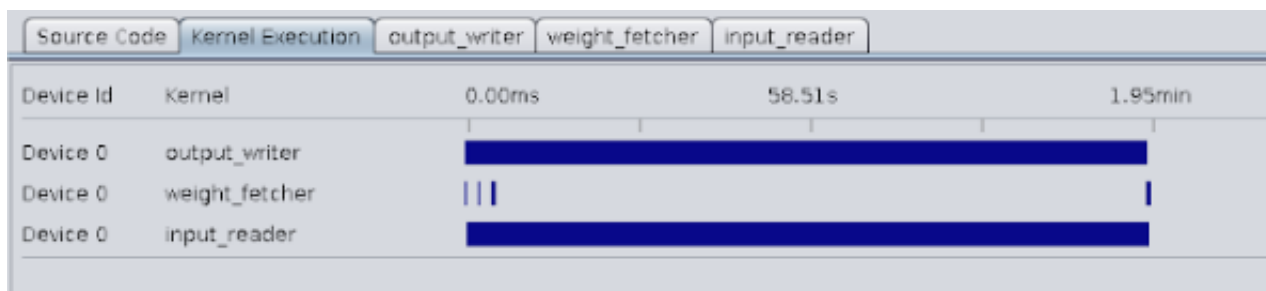 Source Code Kernel Execution output_writer weight_fetcher input_reader
Device Id Kernel 0.00ms 58.51s 1.95min
Device 0 output_writer
Device 0 weight_fetcher
Device 0 input_reader